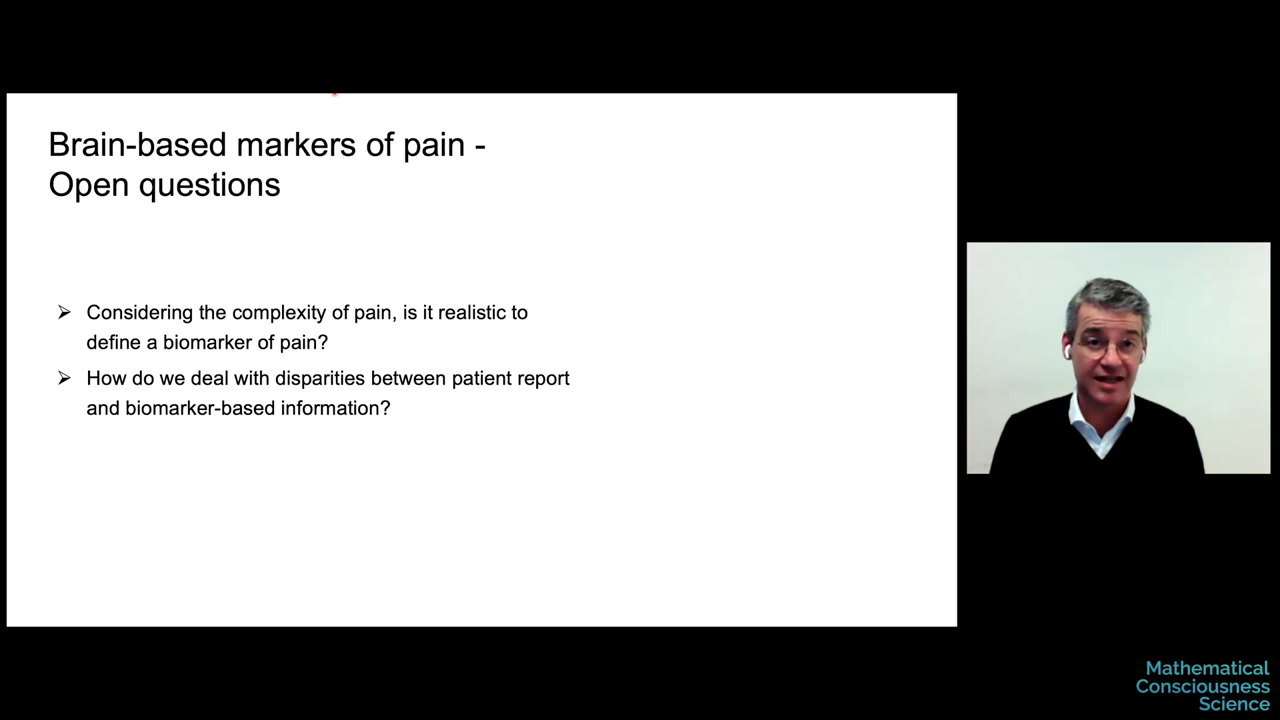 Brain-based markers of pain -
Open questions
➢ Considering the complexity of pain, is it realistic to
define a biomarker of pain?
➢ How do we deal with disparities between patient report
and biomarker-based information?
Mathematical
Consciousness
Science